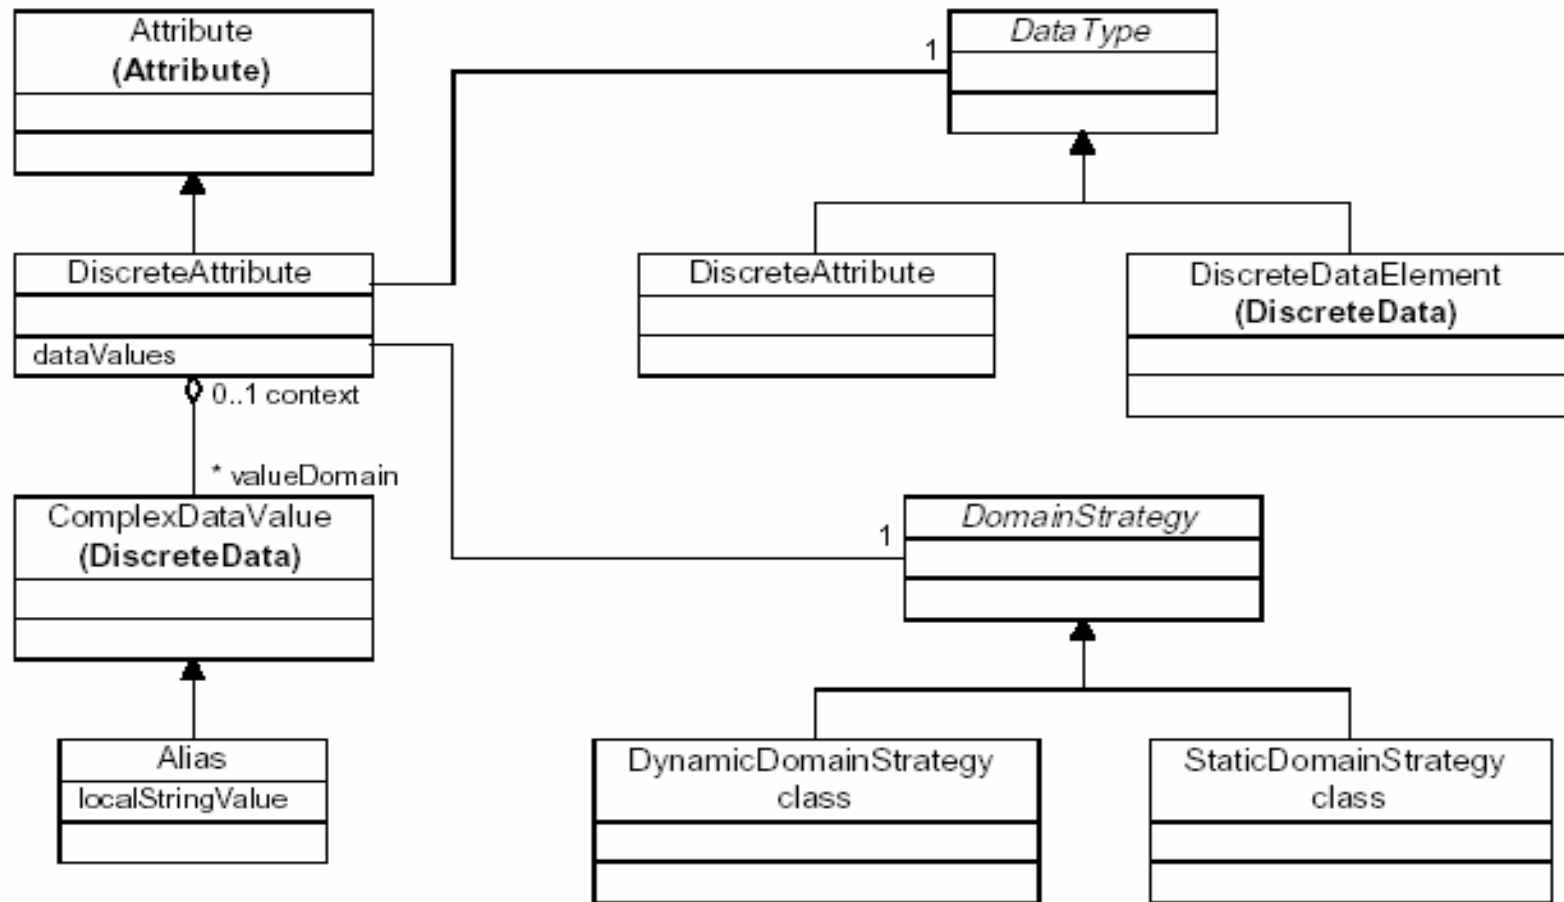 Attribute
(Attribute)
DataType
1
DiscreteAttribute
dataValues
DiscreteAttribute
DiscreteDataElement
(DiscreteData)
0..1 context
* valueDomain
ComplexDataValue
(DiscreteData)
DomainStrategy
1
Alias
localStringValue
DynamicDomainStrategy
class
StaticDomainStrategy
class